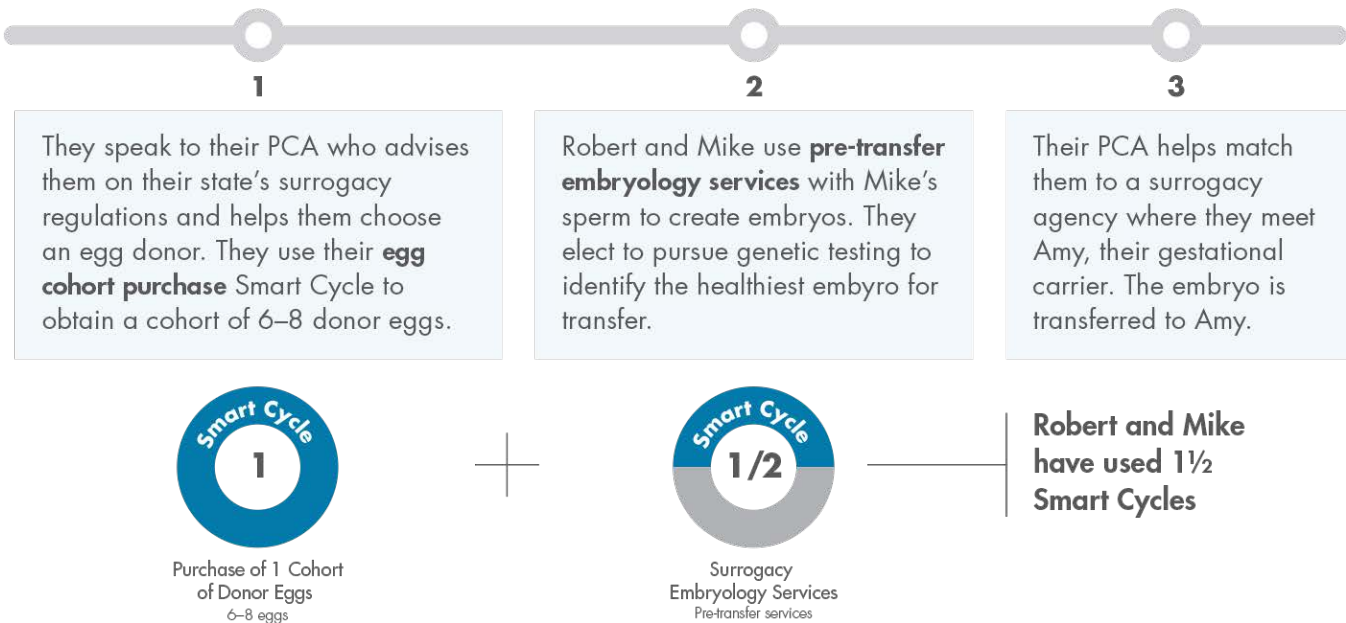 1
They speak to their PCA who advises
them on their state's surrogacy
regulations and helps them choose
an egg donor. They use their egg
cohort purchase Smart Cycle to
obtain a cohort of 6–8 donor eggs.
2
Robert and Mike use pre-transfer
embryology services with Mike's
sperm to create embryos. They
elect to pursue genetic testing to
identify the healthiest embyro for
transfer.
3
Their PCA helps match
them to a surrogacy
agency where they meet
Amy, their gestational
carrier. The embryo is
transferred to Amy.
Smart Cycle
1
Purchase of 1 Cohort
of Donor Eggs
6–8 eggs
Smart Cycle
1/2
Surrogacy
Embryology Services
Pre-transfer services
Robert and Mike
have used 1½
Smart Cycles